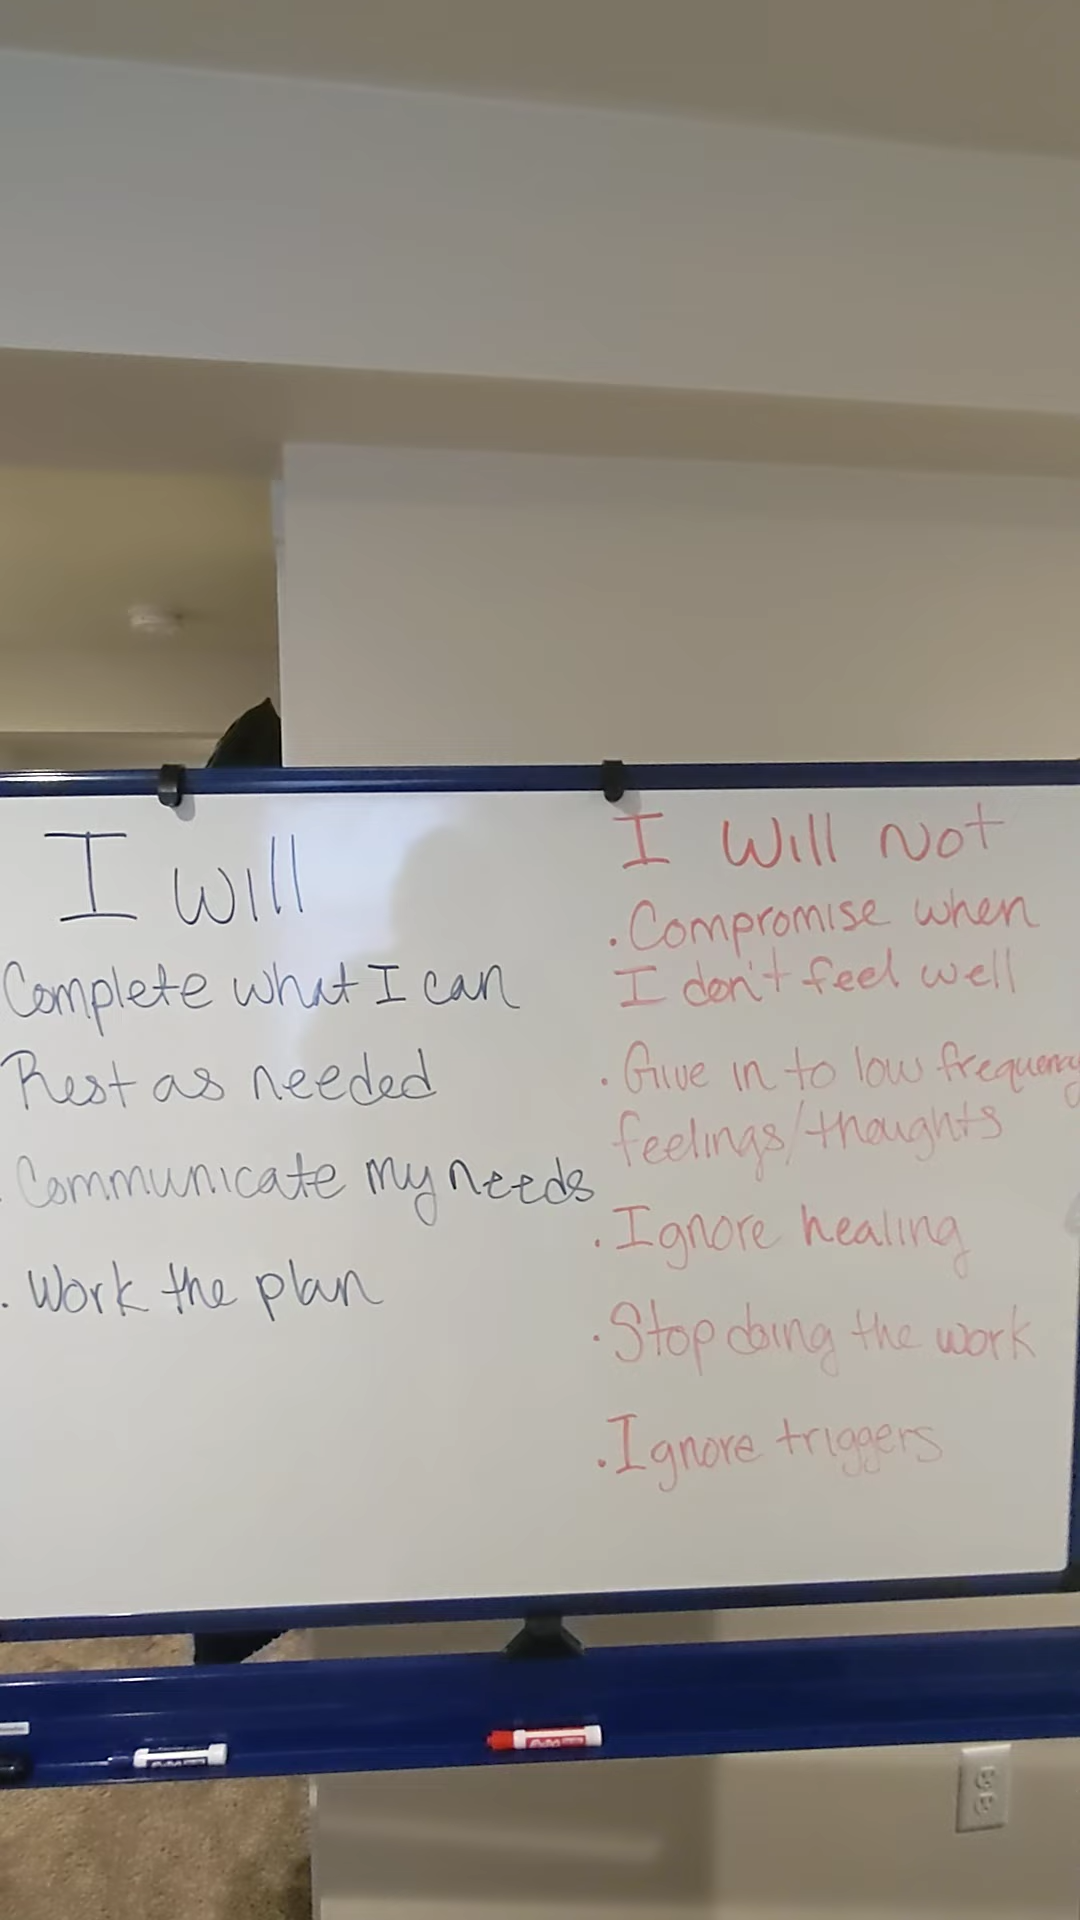 I will
Complete what I can
Rest as needed
. Communicate my needs
. Work the plan
I Will Not
. Compromise when
I don't feel well
. Give in to low frequency
feelings/thoughts
. Ignore healing
. Stop doing the work
. Ignore triggers